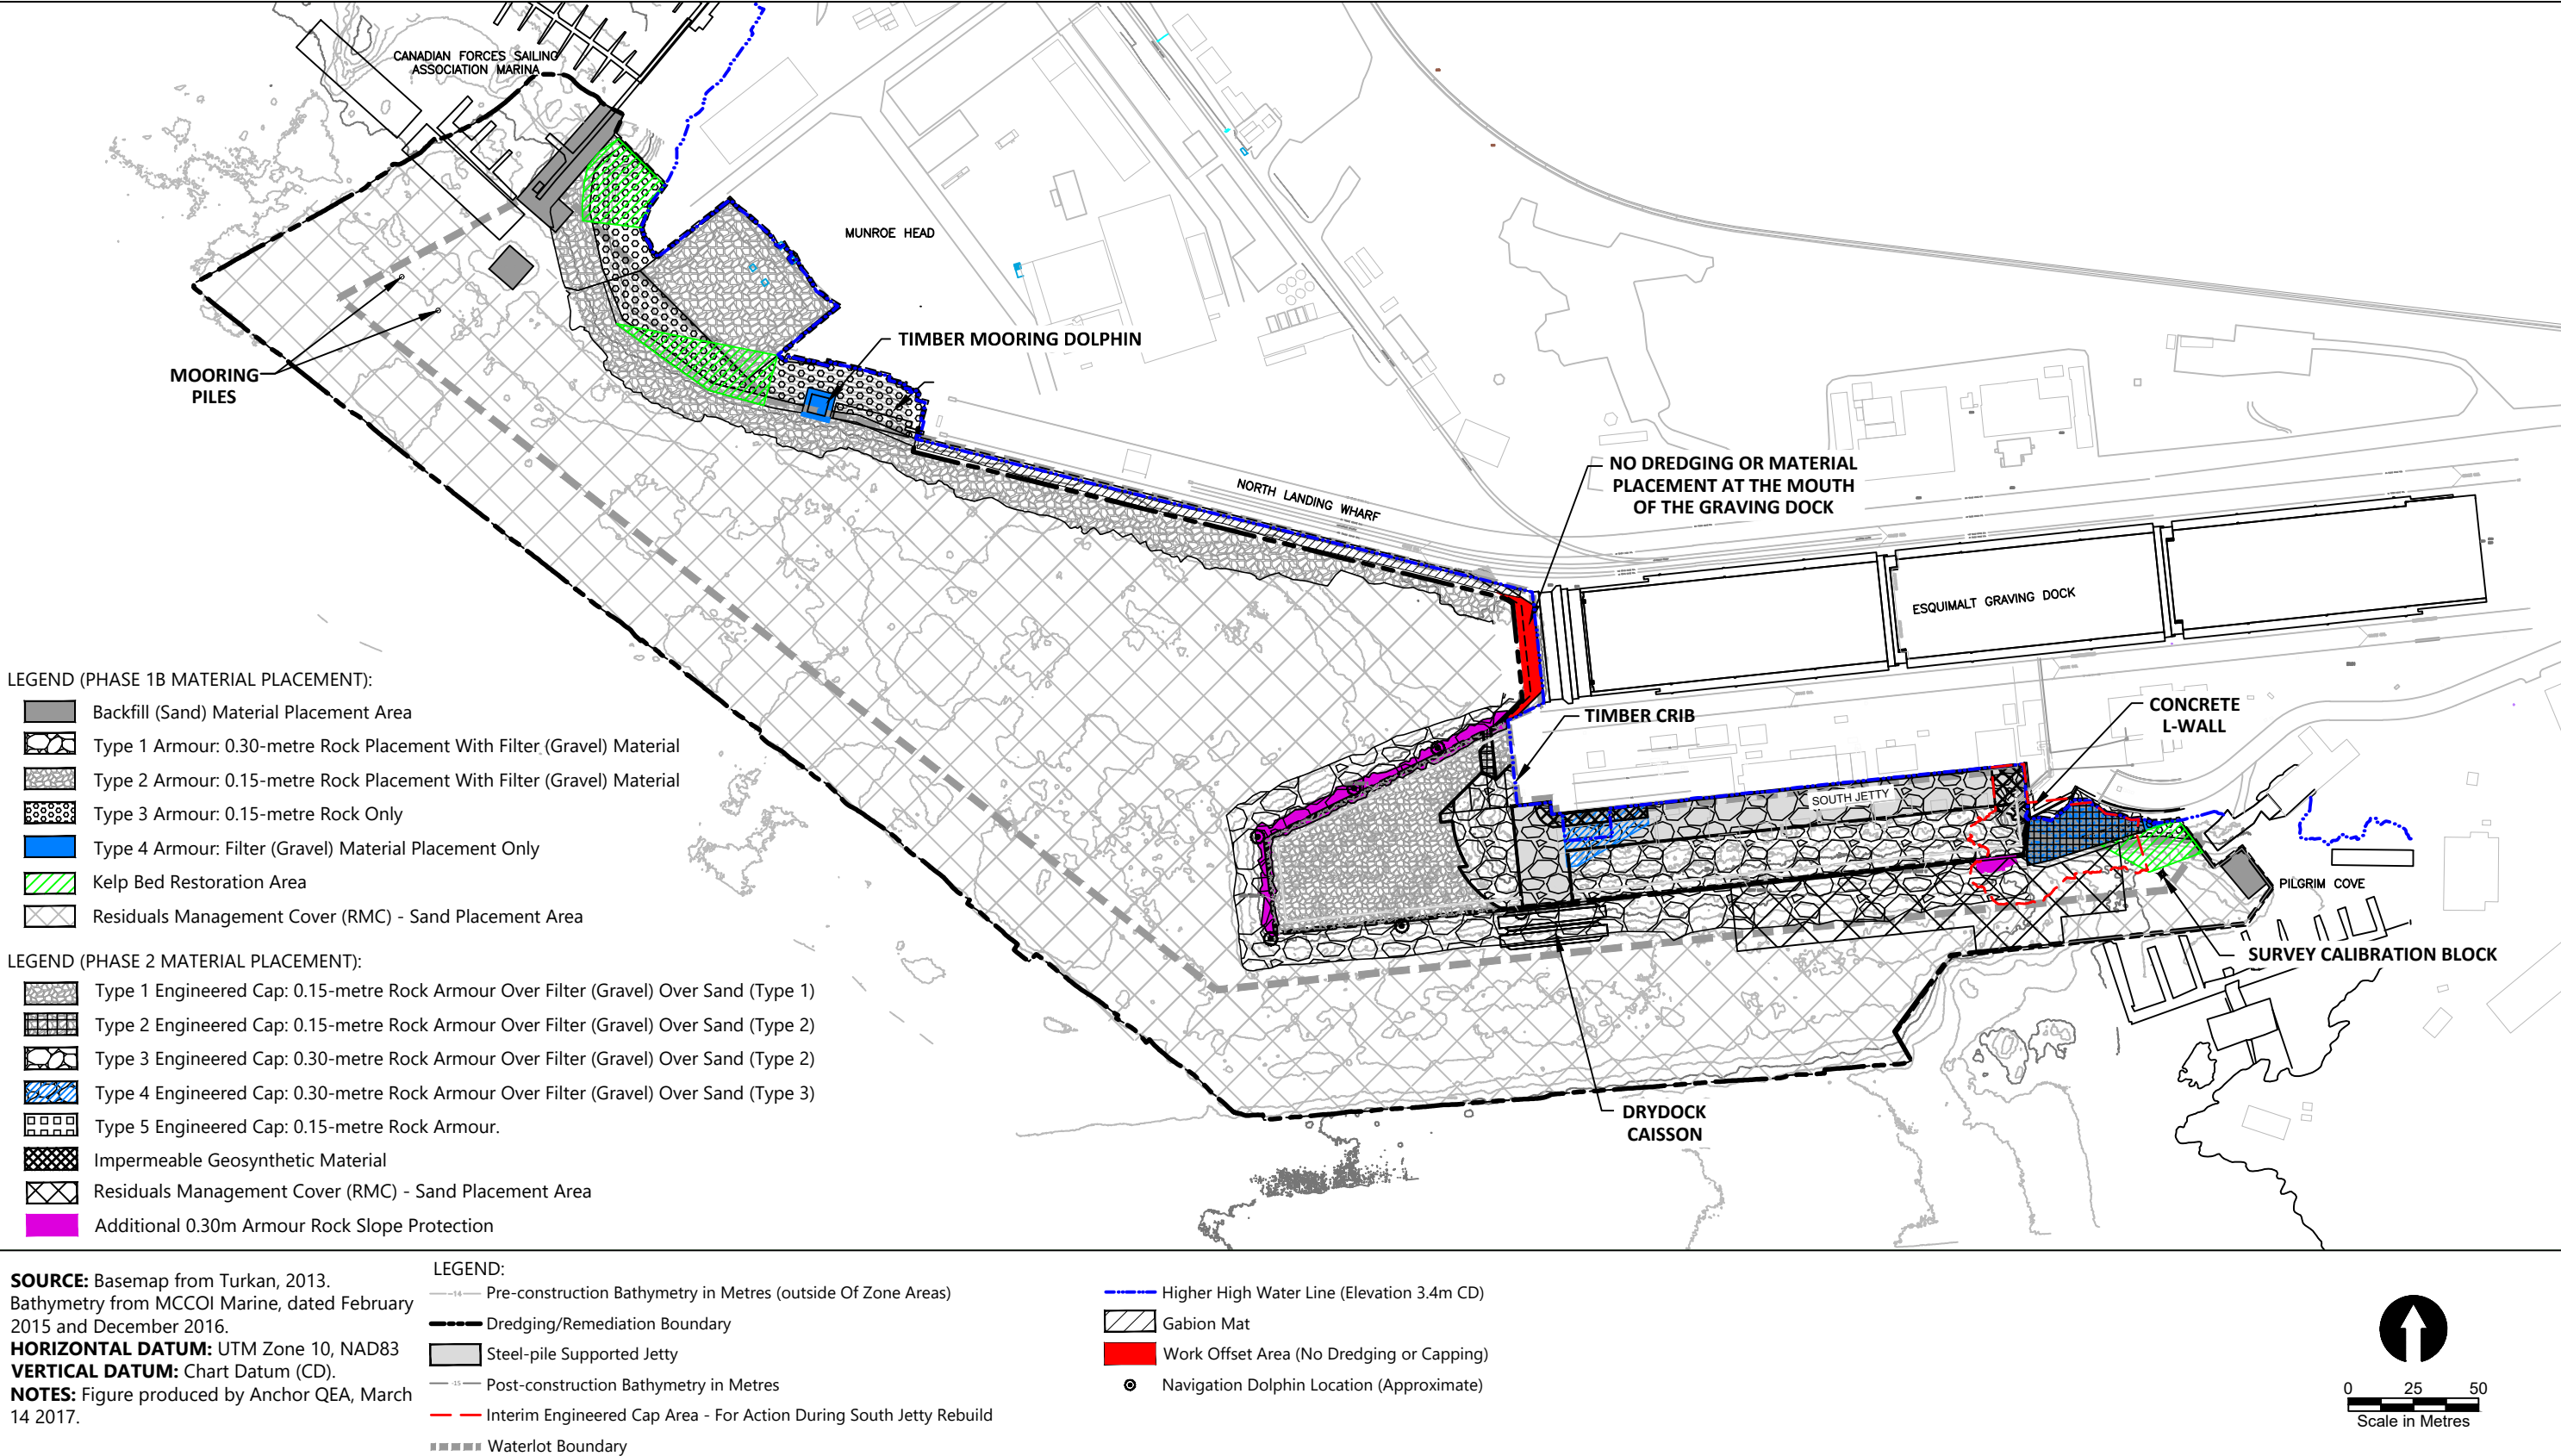 CANADIAN FORCES SAILING
ASSOCIATION MARINA
MUNROE HEAD
TIMBER MOORING DOLPHIN
MOORING
PILES
NORTH LANDING WHARF
NO DREDGING OR MATERIAL
PLACEMENT AT THE MOUTH
OF THE GRAVING DOCK
ESQUIMALT GRAVING DOCK
CONCRETE
L-WALL
TIMBER CRIB
SOUTH JETTY
PILGRIM COVE
SURVEY CALIBRATION BLOCK
DRYDOCK
CAISSON
LEGEND (PHASE 1B MATERIAL PLACEMENT):
Backfill (Sand) Material Placement Area
Type 1 Armour: 0.30-metre Rock Placement With Filter (Gravel) Material
Type 2 Armour: 0.15-metre Rock Placement With Filter (Gravel) Material
Type 3 Armour: 0.15-metre Rock Only
Type 4 Armour: Filter (Gravel) Material Placement Only
Kelp Bed Restoration Area
Residuals Management Cover (RMC) - Sand Placement Area
LEGEND (PHASE 2 MATERIAL PLACEMENT):
Type 1 Engineered Cap: 0.15-metre Rock Armour Over Filter (Gravel) Over Sand (Type 1)
Type 2 Engineered Cap: 0.15-metre Rock Armour Over Filter (Gravel) Over Sand (Type 2)
Type 3 Engineered Cap: 0.30-metre Rock Armour Over Filter (Gravel) Over Sand (Type 2)
Type 4 Engineered Cap: 0.30-metre Rock Armour Over Filter (Gravel) Over Sand (Type 3)
Type 5 Engineered Cap: 0.15-metre Rock Armour.
Impermeable Geosynthetic Material
Residuals Management Cover (RMC) - Sand Placement Area
Additional 0.30m Armour Rock Slope Protection
SOURCE: Basemap from Turkan, 2013.
Bathymetry from MCCOI Marine, dated February
2015 and December 2016.
HORIZONTAL DATUM: UTM Zone 10, NAD83
VERTICAL DATUM: Chart Datum (CD).
NOTES: Figure produced by Anchor QEA, March
14 2017.
LEGEND:
-14 Pre-construction Bathymetry in Metres (outside Of Zone Areas)
Dredging/Remediation Boundary
Steel-pile Supported Jetty
-15 Post-construction Bathymetry in Metres
Interim Engineered Cap Area - For Action During South Jetty Rebuild
Waterlot Boundary
Higher High Water Line (Elevation 3.4m CD)
Gabion Mat
Work Offset Area (No Dredging or Capping)
Navigation Dolphin Location (Approximate)
0 25 50
Scale in Metres